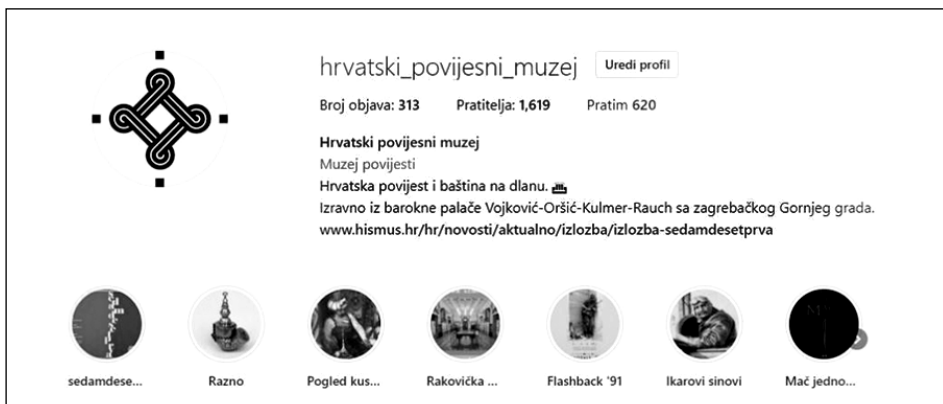 hrvatski_povijesni_muzej Uredi profil
Broj objava: 313 Pratitelja: 1,619 Pratim 620
Hrvatski povijesni muzej
Muzej povijesti
Hrvatska povijest i baština na dlanu.
Izravno iz barokne palače Vojković-Oršić-Kulmer-Rauch sa zagrebačkog Gornjeg grada.
www.hismus.hr/hr/novosti/aktualno/izlozba/izlozba-sedamdesetprva
sedamdese... Razno Pogled kus... Rakovička ... Flashback '91 Ikarovi sinovi Mač jedno...